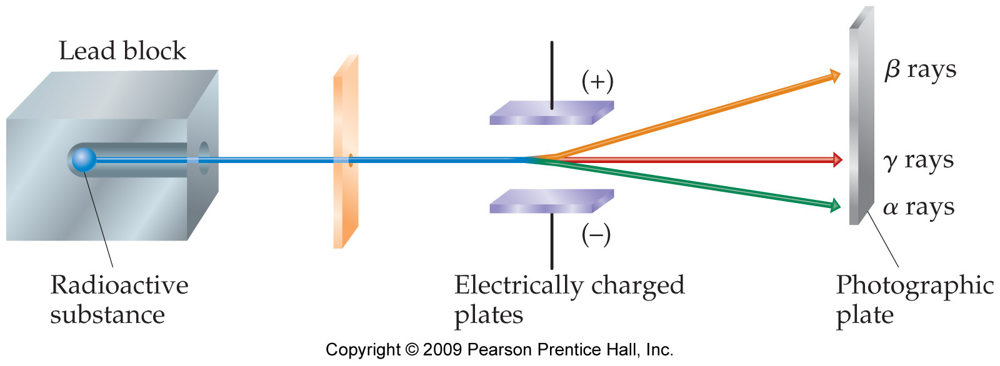 Lead block
(+)
β rays
γ rays
α rays
(–)
Radioactive
substance
Electrically charged
plates
Photographic
plate
Copyright © 2009 Pearson Prentice Hall, Inc.